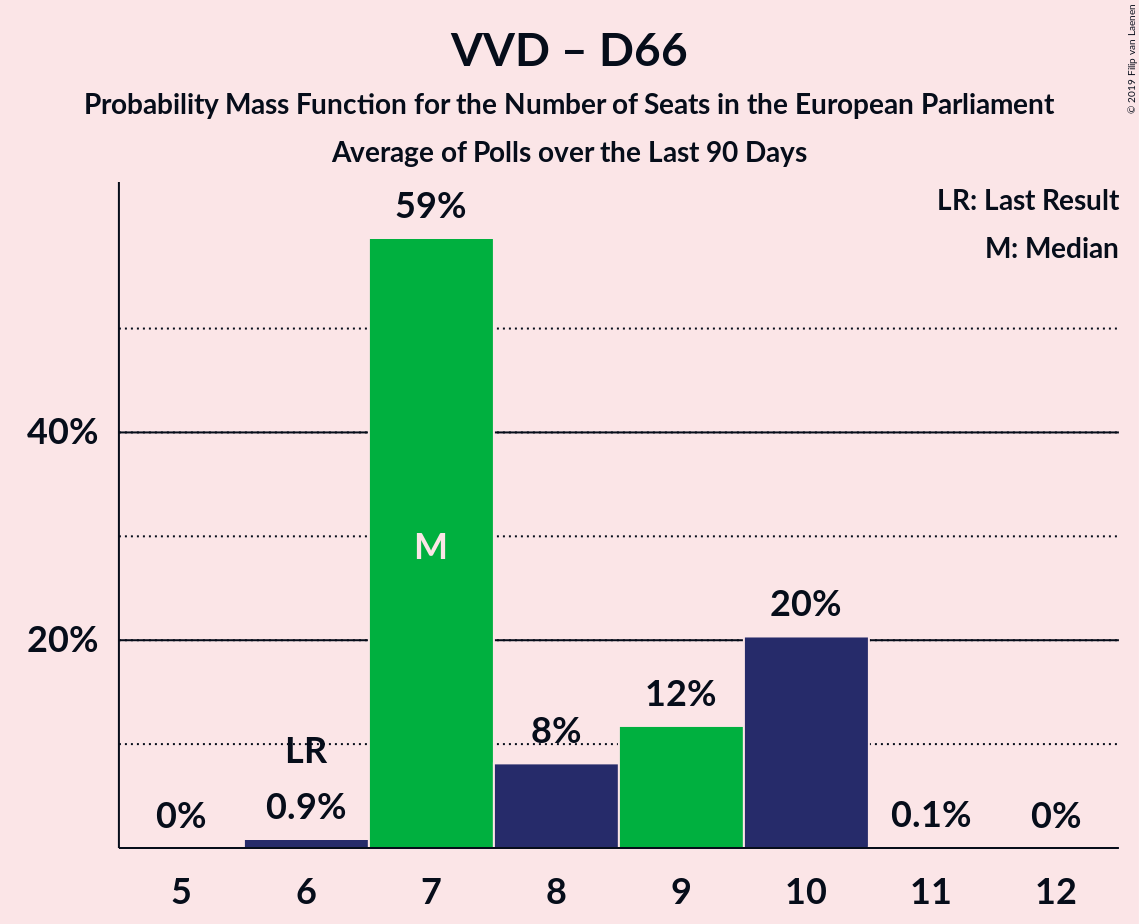 VVD – D66
Probability Mass Function for the Number of Seats in the European Parliament
Average of Polls over the Last 90 Days
© 2019 Filip van Laenen
LR: Last Result
M: Median
59%
40%
M
20%
20%
12%
8%
LR
0%
0.9%
0.1%
0%
5 6 7 8 9 10 11 12